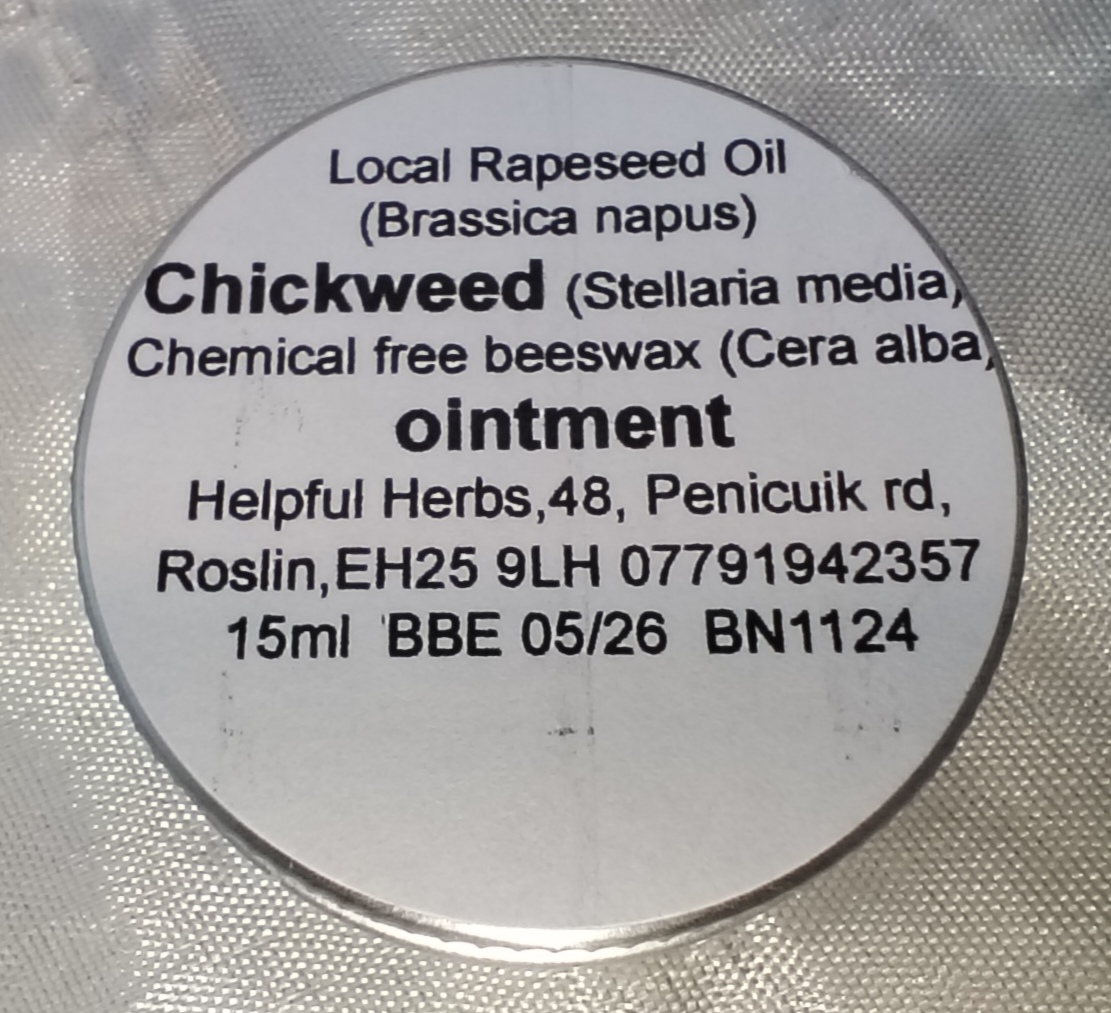 Local Rapeseed Oil
(Brassica napus)
Chickweed (Stellaria media)
Chemical free beeswax (Cera alba)
ointment
Helpful Herbs,48, Penicuik rd,
Roslin,EH25 9LH 07791942357
15ml BBE 05/26 BN1124